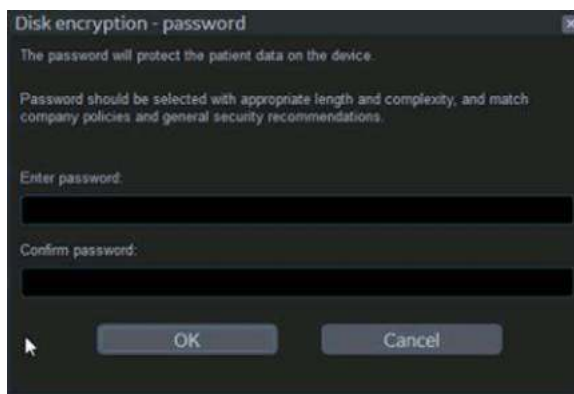 Disk encryption - password
The password will protect the patient data on the device.
Password should be selected with appropriate length and complexity, and match
company policies and general security recommendations.
Enter password:
Confirm password:
OK
Cancel